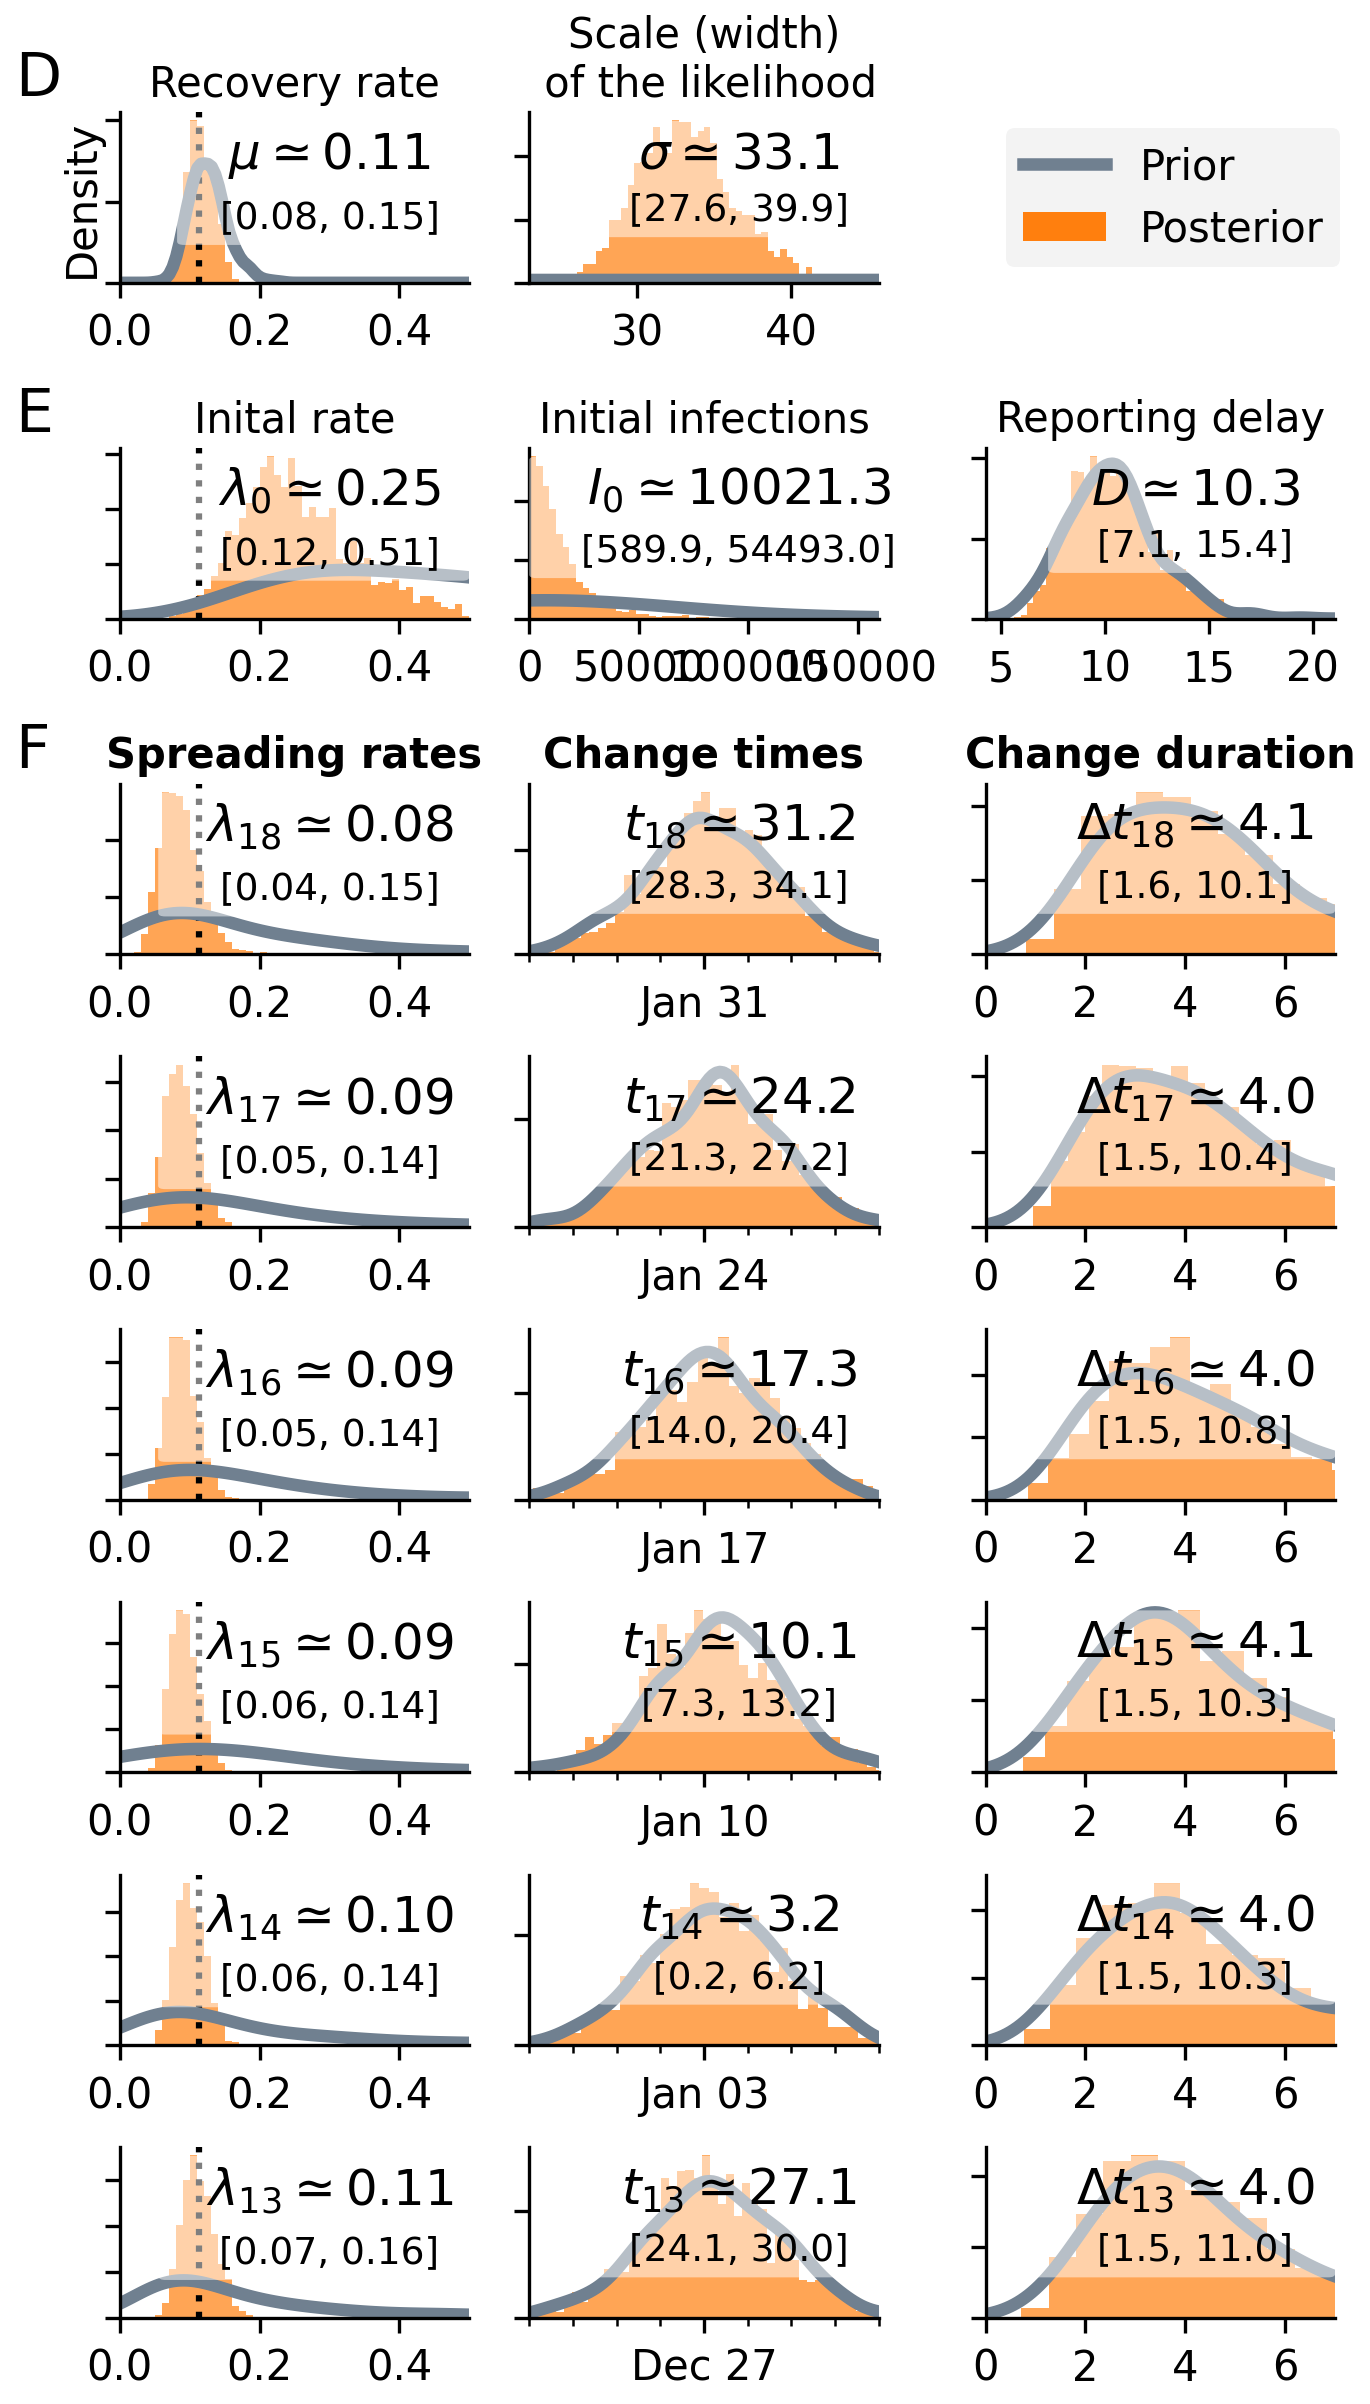 D
Recovery rate
Scale (width)
of the likelihood
Density
μ ≃ 0.11
[0.08, 0.15]
0.0 0.2 0.4
σ ≃ 33.1
[27.6, 39.9]
30 40
Prior
Posterior
E
Inital rate
λ0 ≃ 0.25
[0.12, 0.51]
0.0 0.2 0.4
Initial infections
I0 ≃ 10021.3
[589.9, 54493.0]
0 50000 100000 150000
Reporting delay
D ≃ 10.3
[7.1, 15.4]
5 10 15 20
F
Spreading rates
Change times
Change duration
λ18 ≃ 0.08
[0.04, 0.15]
0.0 0.2 0.4
t18 ≃ 31.2
[28.3, 34.1]
Jan 31
Δt18 ≃ 4.1
[1.6, 10.1]
0 2 4 6
λ17 ≃ 0.09
[0.05, 0.14]
0.0 0.2 0.4
t17 ≃ 24.2
[21.3, 27.2]
Jan 24
Δt17 ≃ 4.0
[1.5, 10.4]
0 2 4 6
λ16 ≃ 0.09
[0.05, 0.14]
0.0 0.2 0.4
t16 ≃ 17.3
[14.0, 20.4]
Jan 17
Δt16 ≃ 4.0
[1.5, 10.8]
0 2 4 6
λ15 ≃ 0.09
[0.06, 0.14]
0.0 0.2 0.4
t15 ≃ 10.1
[7.3, 13.2]
Jan 10
Δt15 ≃ 4.1
[1.5, 10.3]
0 2 4 6
λ14 ≃ 0.10
[0.06, 0.14]
0.0 0.2 0.4
t14 ≃ 3.2
[0.2, 6.2]
Jan 03
Δt14 ≃ 4.0
[1.5, 10.3]
0 2 4 6
λ13 ≃ 0.11
[0.07, 0.16]
0.0 0.2 0.4
t13 ≃ 27.1
[24.1, 30.0]
Dec 27
Δt13 ≃ 4.0
[1.5, 11.0]
0 2 4 6